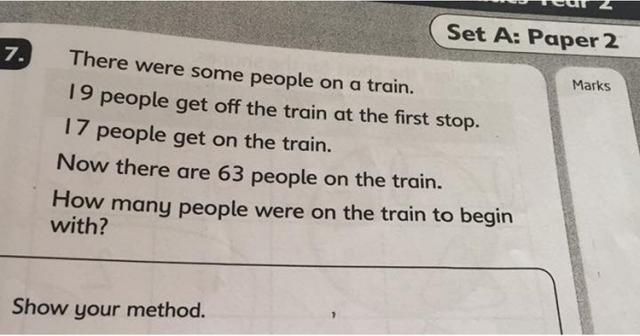 Year 2
Set A: Paper 2
7.
Marks
There were some people on a train.
19 people get off the train at the first stop.
17 people get on the train.
Now there are 63 people on the train.
How many people were on the train to begin
with?
Show your method.